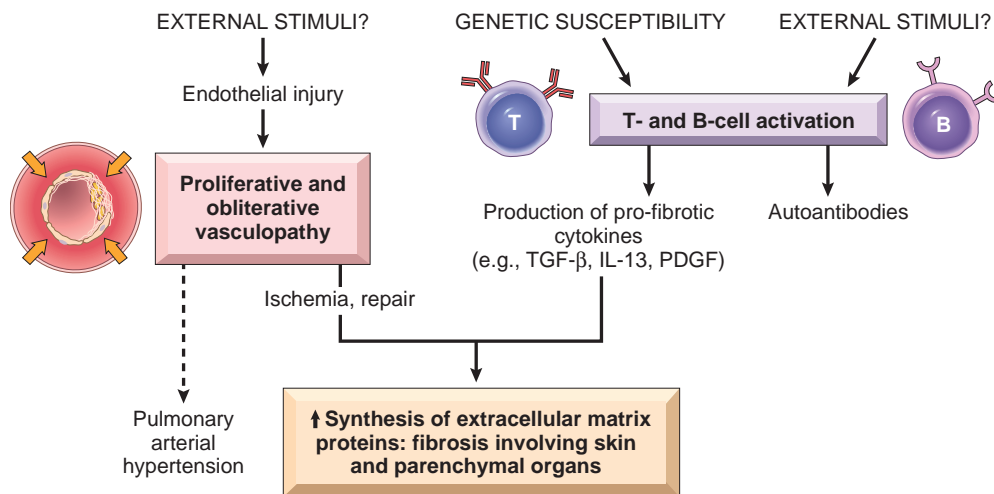 EXTERNAL STIMULI?
GENETIC SUSCEPTIBILITY
EXTERNAL STIMULI?
Endothelial injury
T
T- and B-cell activation
B
Proliferative and
obliterative
vasculopathy
Production of pro-fibrotic
cytokines
(e.g., TGF-β, IL-13, PDGF)
Autoantibodies
Ischemia, repair
Pulmonary
arterial
hypertension
Synthesis of extracellular matrix
proteins: fibrosis involving skin
and parenchymal organs